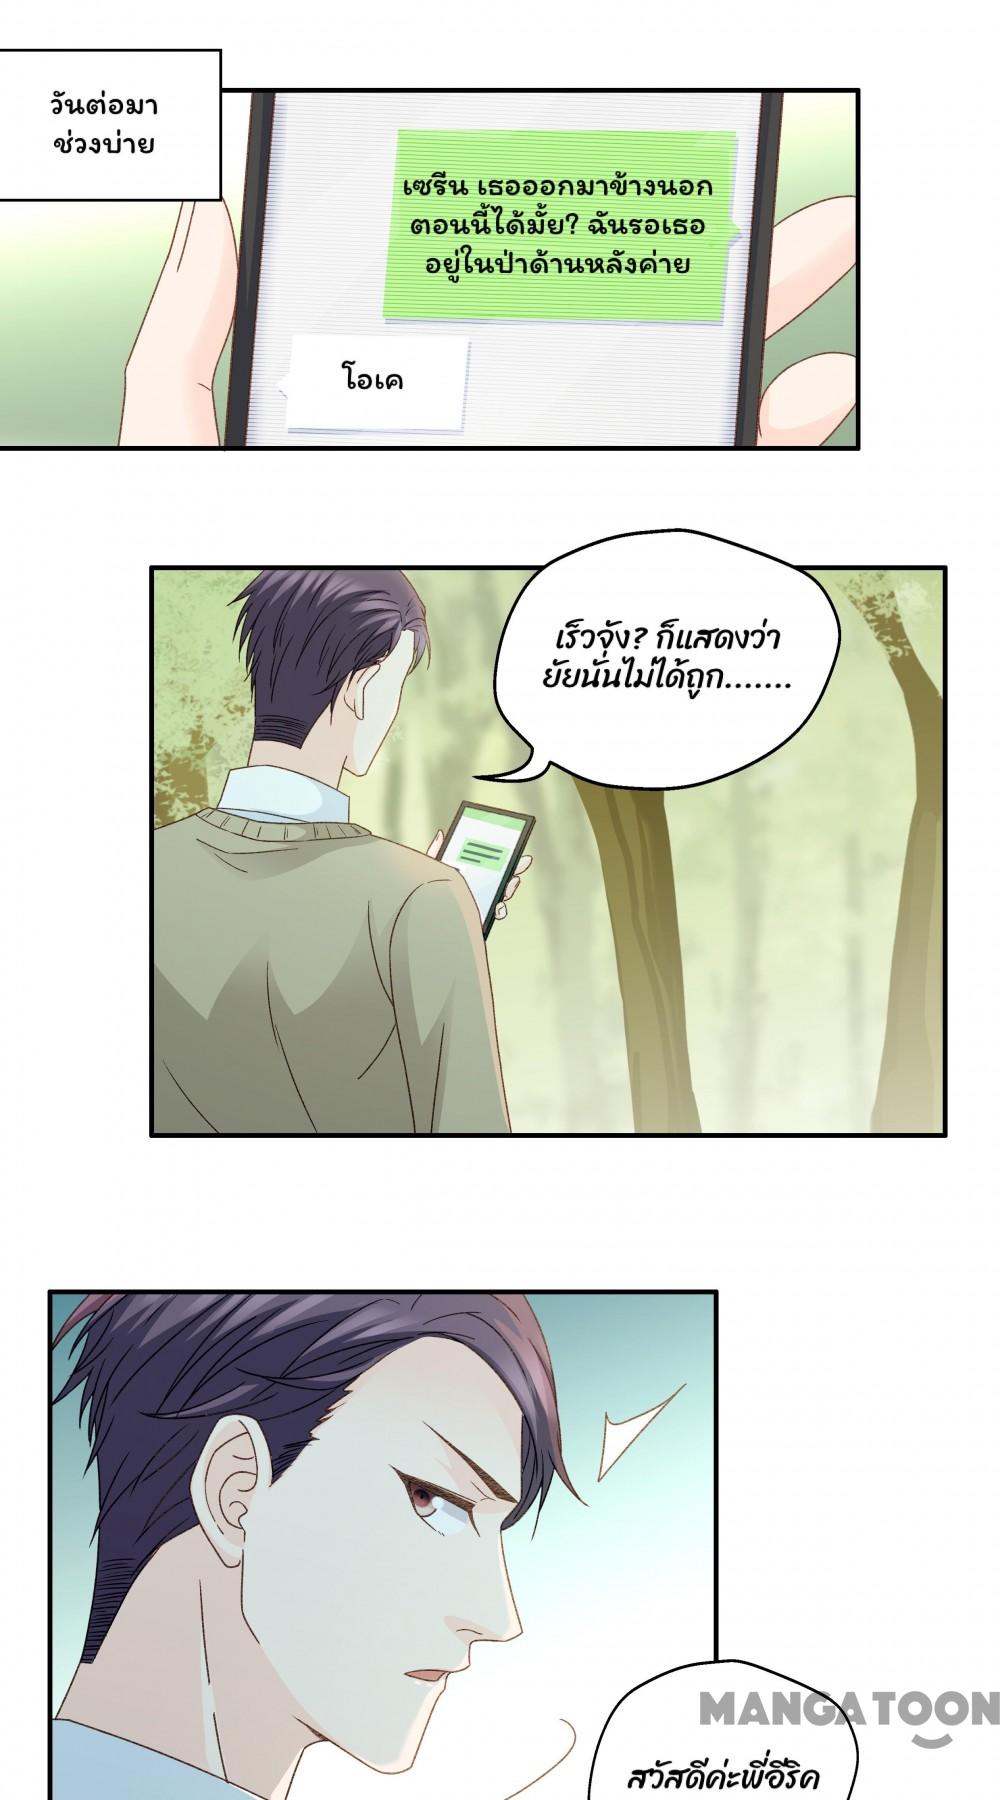 วันต่อมา
ช่วงบ่าย
เซรีน เธอออกมาข้างนอก
ตอนนี้ได้มั้ย? ฉันรอเธอ
อยู่ในป่าด้านหลังค่าย
โอเค
เร็วจัง? ก็แสดงว่า
ยัยนั่นไม่ได้ถูก.......
MANGATOON
สวัสดีค่ะพี่อีริค